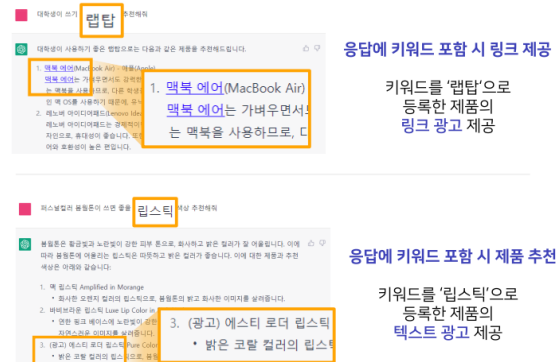 대학생이 쓰기 랩탑 추천해줘
대학생이 사용하기 좋은 랩탑으로는 다음과 같은 제품을 추천해드립니다.
1. 맥북 에어(MacBook Air) - 애플(Apple)
맥북 에어는 가벼우면서도 강력한
는 맥북을 사용하므로, 다른 학생
인 맥 OS를 사용하기 때문에,
2. 레노버 아이디어패드(Lenovo Idea
레노버 아이디어패드는 경제적이
자인으로, 휴대성이 좋습니다. 또한
어와 호환성이 높은 편입니다.
1. 맥북 에어(MacBook Air)
맥북 에어는 가벼우면서도
는 맥북을 사용하므로, 다
응답에 키워드 포함 시 링크 제공
키워드를 ‘랩탑’으로
등록한 제품의
링크 광고 제공
퍼스널컬러 봄웜톤이 쓰면 좋을 립스틱 색상 추천해줘
봄웜톤은 황금빛과 노란빛이 강한 피부 톤으로, 화사하고 밝은 컬러가 잘 어울립니다. 이에
따라 봄웜톤에 어울리는 립스틱은 따뜻하고 밝은 컬러가 좋습니다. 이에 대한 제품과 추천
색상은 아래와 같습니다:
1. 맥 립스틱 Amplified in Morange
• 화사한 오렌지 컬러의 립스틱으로, 봄웜톤의 밝고 화사한 이미지를 살려줍니다.
2. 바비브라운 립스틱 Luxe Lip Color in
• 연한 핑크 베이스에 노란빛이 강한
자연스러운 이미지를 살려줍니다.
3. (광고) 에스티 로더 립스틱 Pure Color
• 밝은 코랄 컬러의 립스틱으로, 봄웜
3. (광고) 에스티 로더 립스틱
• 밝은 코랄 컬러의 립스틱
응답에 키워드 포함 시 제품 추천
키워드를 ‘립스틱’으로
등록한 제품의
텍스트 광고 제공